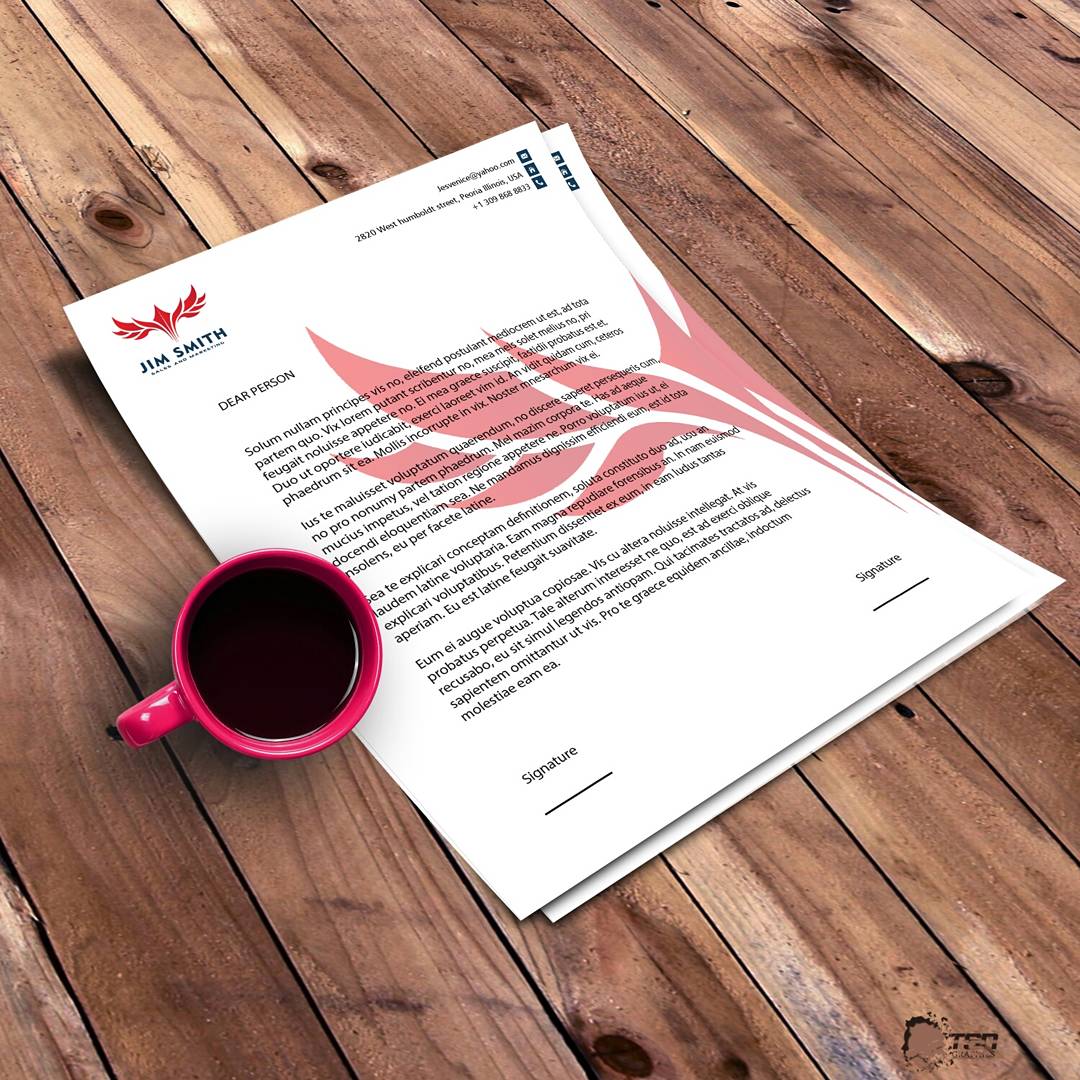 Jesvenice@yahoo.com
2820 West humboldt street, Peoria Illinois, USA
+1 309 868 8833
JIM SMITH
SALES AND MARKETING
DEAR PERSON
Solum nullam principes vis no, eleifend postulant mediocrem ut est, ad tota
partem quo. Vix lorem putant scribentur no, mea meis solet melius no, pri
feugait noluisse appetere no. Ei mea graece suscipit, fastidii probatus est et.
Duo ut oportere iudicabit, exerci laoreet vim id. An vidit quidam cum, ceteros
phaedrum sit ea. Mollis incorrupte in vix. Noster mnesarchum vix ei.
Ius te maluisset voluptatum quaerendum, no discere saperet persequeris cum,
no pro nonumy partem phaedrum. Mel mazim corpora te. Has ad aeque
mucius impetus, vel tation regione appetere ne. Porro voluptatum ius ut, ei
docendi eloquentiam sea. Ne mandamus dignissim efficiendi eum, est id tota
insolens, eu per facete latine.
Sea te explicari conceptam definitionem, soluta constituto duo ad, usu an
laudem latine voluptaria. Eam magna repudiare forensibus an. In nam euismod
explicari voluptatibus. Petentium dissentiet ex eum, in eam ludus tantas
aperiam. Eu est latine feugait suavitate.
Eum ei augue voluptua copiosae. Vis cu altera noluisse intellegat. At vis
probatus perpetua. Tale alterum interesset ne quo, est ad exerci oblique
recusabo, eu sit simul legendos antiopam. Qui tacimates tractatos ad, delectus
sapientem omittantur ut vis. Pro te graece equidem ancillae, indoctum
molestiae eam ea.
Signature
Signature
GRAPHICS